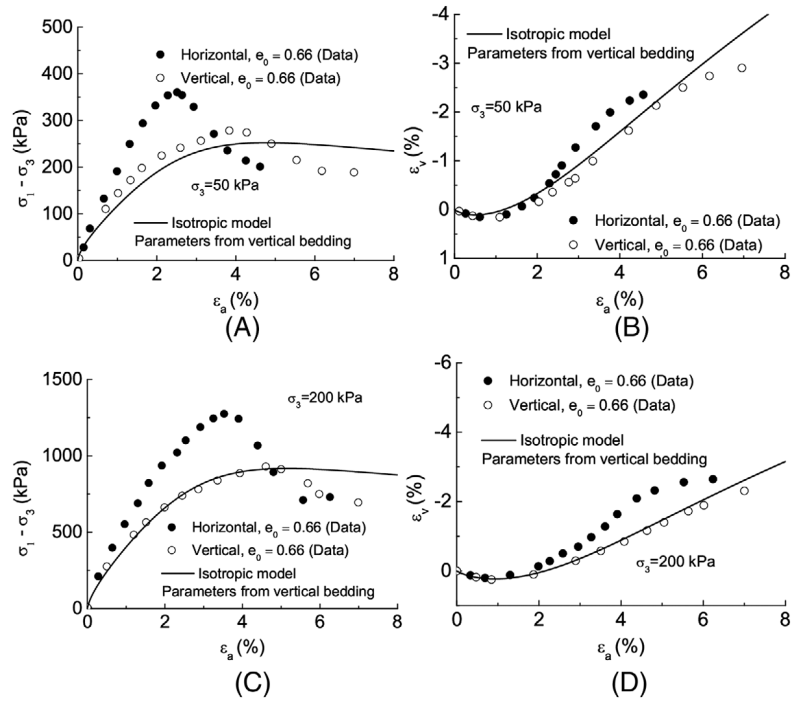 500
400
300
200
100
0
0
2
4
6
8
σ₁ - σ₃ (kPa)
Horizontal, e₀ = 0.66 (Data)
Vertical, e₀ = 0.66 (Data)
σ₃=50 kPa
Isotropic model
Parameters from vertical bedding
εₐ (%)
(A)
-4
-3
-2
-1
0
1
0
2
4
6
8
εᵥ (%)
Isotropic model
Parameters from vertical bedding
σ₃=50 kPa
Horizontal, e₀ = 0.66 (Data)
Vertical, e₀ = 0.66 (Data)
εₐ (%)
(B)
1500
1000
500
0
0
2
4
6
8
σ₁ - σ₃ (kPa)
σ₃=200 kPa
Horizontal, e₀ = 0.66 (Data)
Vertical, e₀ = 0.66 (Data)
Isotropic model
Parameters from vertical bedding
εₐ (%)
(C)
-6
-4
-2
0
0
2
4
6
8
εᵥ (%)
Horizontal, e₀ = 0.66 (Data)
Vertical, e₀ = 0.66 (Data)
Isotropic model
Parameters from vertical bedding
σ₃=200 kPa
εₐ (%)
(D)